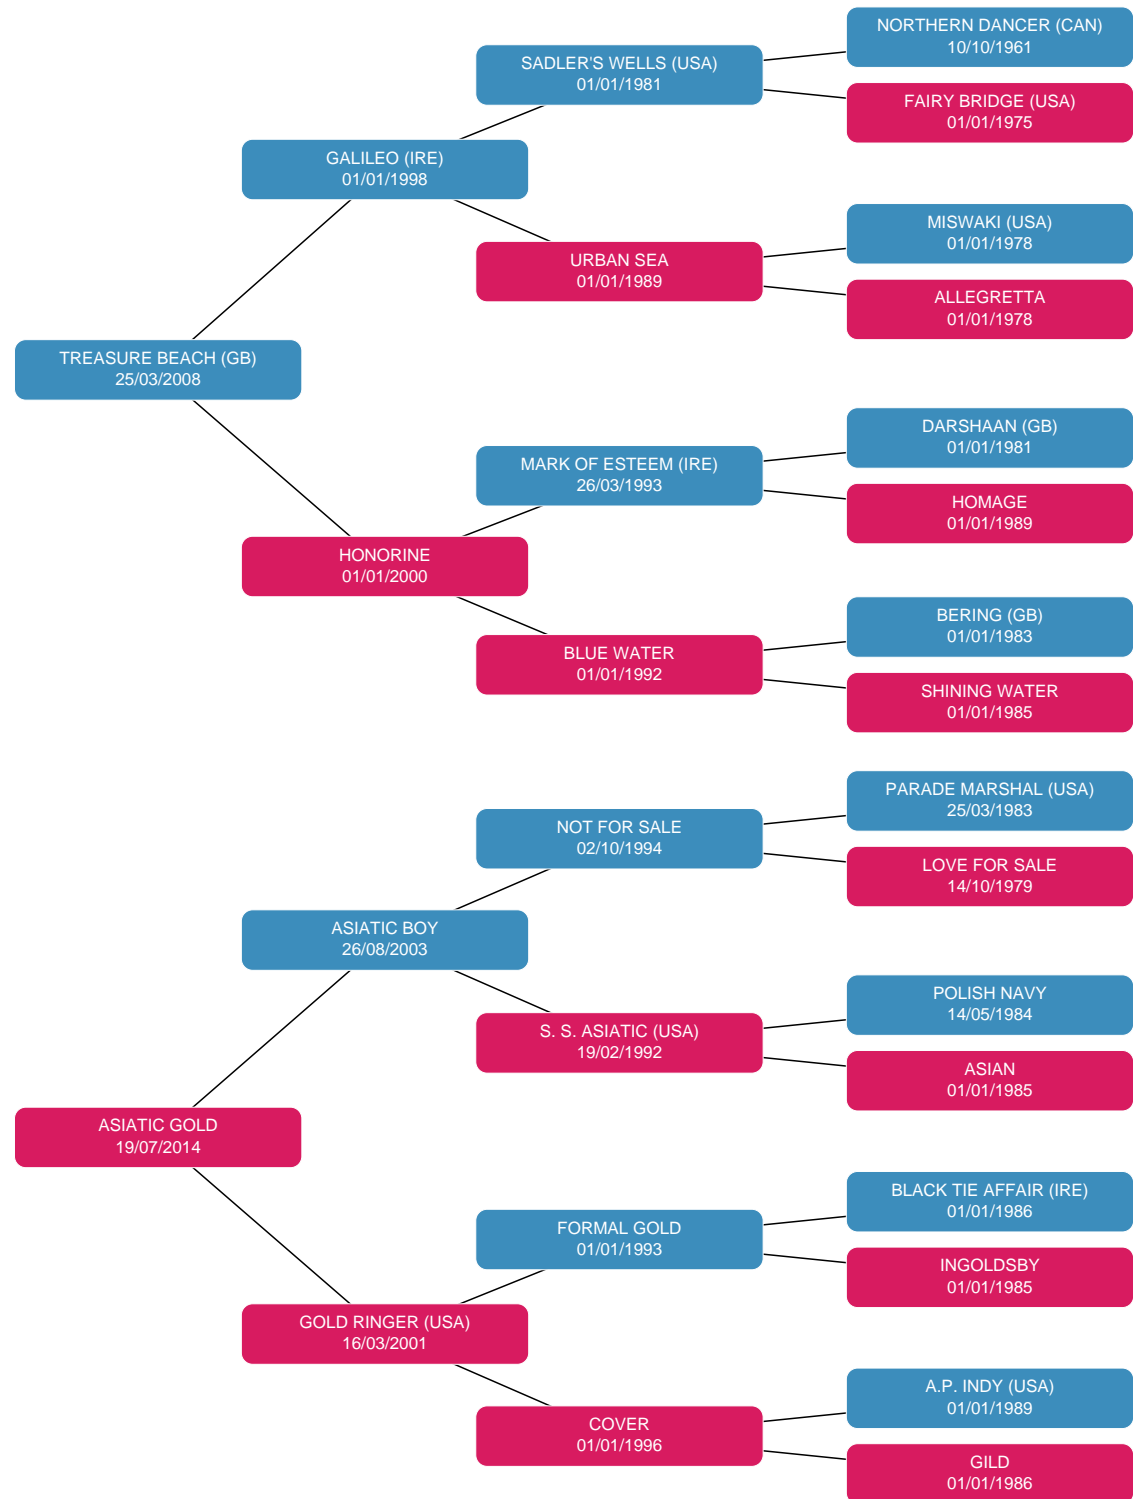 NORTHERN DANCER (CAN)
10/10/1961
SADLER'S WELLS (USA)
01/01/1981
FAIRY BRIDGE (USA)
01/01/1975
GALILEO (IRE)
01/01/1998
MISWAKI (USA)
01/01/1978
URBAN SEA
01/01/1989
ALLEGRETTA
01/01/1978
TREASURE BEACH (GB)
25/03/2008
DARSHAAN (GB)
01/01/1981
MARK OF ESTEEM (IRE)
26/03/1993
HOMAGE
01/01/1989
HONORINE
01/01/2000
BERING (GB)
01/01/1983
BLUE WATER
01/01/1992
SHINING WATER
01/01/1985
PARADE MARSHAL (USA)
25/03/1983
NOT FOR SALE
02/10/1994
LOVE FOR SALE
14/10/1979
ASIATIC BOY
26/08/2003
POLISH NAVY
14/05/1984
S. S. ASIATIC (USA)
19/02/1992
ASIAN
01/01/1985
ASIATIC GOLD
19/07/2014
BLACK TIE AFFAIR (IRE)
01/01/1986
FORMAL GOLD
01/01/1993
INGOLDSBY
01/01/1985
GOLD RINGER (USA)
16/03/2001
A.P. INDY (USA)
01/01/1989
COVER
01/01/1996
GILD
01/01/1986